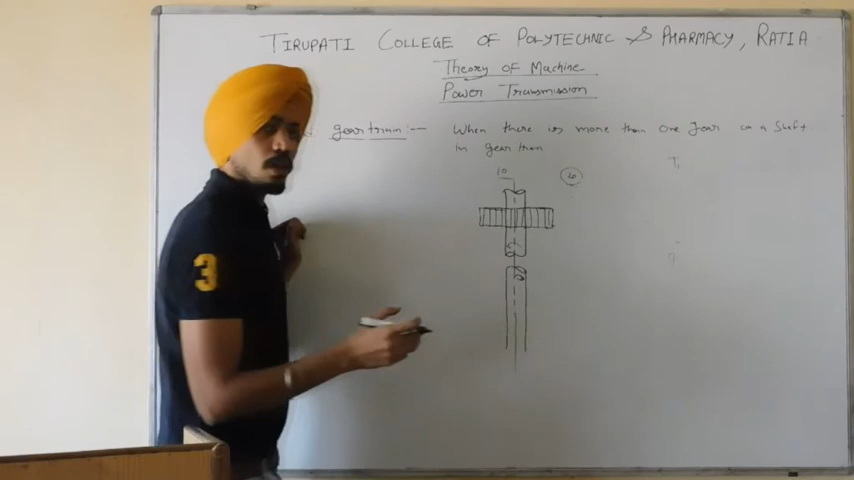 TIRUPATI COLLEGE OF POLYTECHNIC & PHARMACY, RATIA
Theory of Machine
Power Transmission
gear train :- When there is more than one gear on a shaft
in gear train
10
20
T1
3